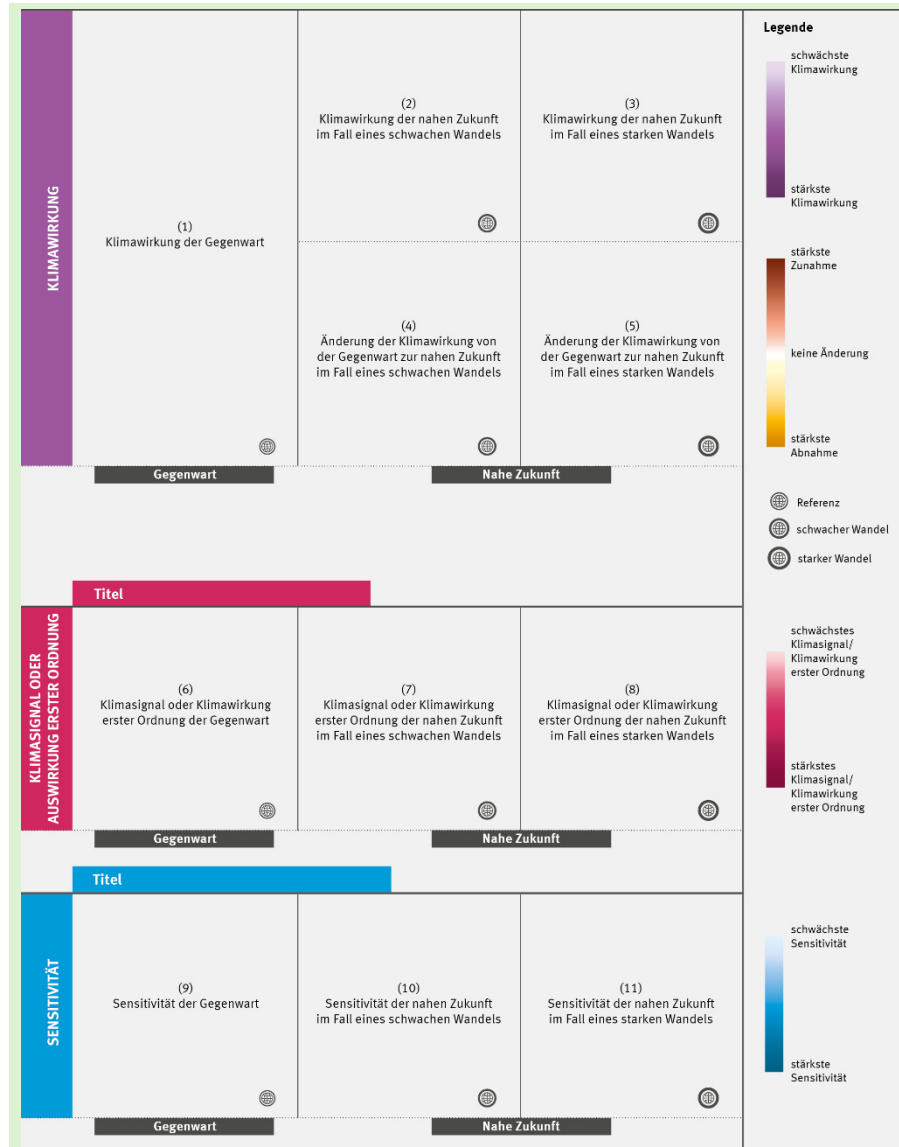 KLIMAWIRKUNG
(1)
Klimawirkung der Gegenwart
(2)
Klimawirkung der nahen Zukunft
im Fall eines schwachen Wandels
(3)
Klimawirkung der nahen Zukunft
im Fall eines starken Wandels
(4)
Änderung der Klimawirkung von
der Gegenwart zur nahen Zukunft
im Fall eines schwachen Wandels
(5)
Änderung der Klimawirkung von
der Gegenwart zur nahen Zukunft
im Fall eines starken Wandels
Gegenwart
Nahe Zukunft
Titel
KLIMASIGNAL ODER
AUSWIRKUNG ERSTER ORDNUNG
(6)
Klimasignal oder Klimawirkung
erster Ordnung der Gegenwart
(7)
Klimasignal oder Klimawirkung
erster Ordnung der nahen Zukunft
im Fall eines schwachen Wandels
(8)
Klimasignal oder Klimawirkung
erster Ordnung der nahen Zukunft
im Fall eines starken Wandels
Gegenwart
Nahe Zukunft
Titel
SENSITIVITÄT
(9)
Sensitivität der Gegenwart
(10)
Sensitivität der nahen Zukunft
im Fall eines schwachen Wandels
(11)
Sensitivität der nahen Zukunft
im Fall eines starken Wandels
Gegenwart
Nahe Zukunft
Legende
schwächste
Klimawirkung
stärkste
Klimawirkung
stärkste
Zunahme
keine Änderung
stärkste
Abnahme
Referenz
schwacher Wandel
starker Wandel
schwächstes
Klimasignal/
Klimawirkung
erster Ordnung
stärkstes
Klimasignal/
Klimawirkung
erster Ordnung
schwächste
Sensitivität
stärkste
Sensitivität